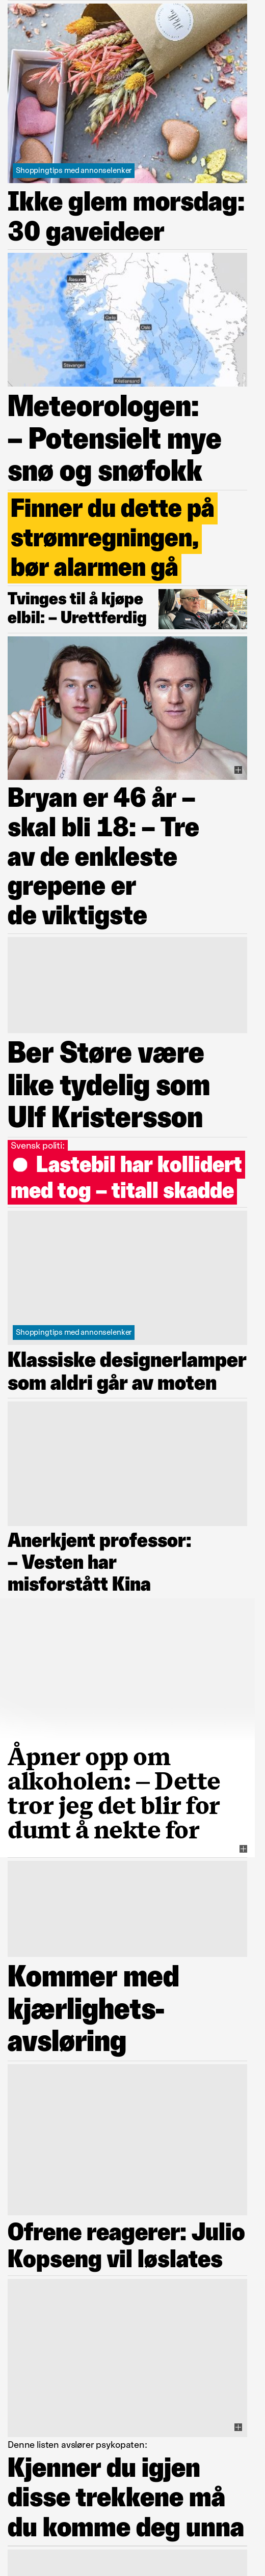 Shoppingtips med annonselenker
Ikke glem morsdag:
30 gaveideer
Ålesund
Geilo
Oslo
Stavanger
Kristiansund
Meteorologen:
– Potensielt mye
snø og snøfokk
Finner du dette på
strømregningen,
bør alarmen gå
Tvinges til å kjøpe
elbil: – Urettferdig
Bryan er 46 år –
skal bli 18: – Tre
av de enkleste
grepene er
de viktigste
Ber Støre være
like tydelig som
Ulf Kristersson
Svensk politi:
Lastebil har kollidert
med tog – titall skadde
Shoppingtips med annonselenker
Klassiske designerlamper
som aldri går av moten
Anerkjent professor:
– Vesten har
misforstått Kina
Åpner opp om
alkoholen: – Dette
tror jeg det blir for
dumt å nekte for
Kommer med
kjærlighets-
avsløring
Ofrene reagerer: Julio
Kopseng vil løslates
Denne listen avslører psykopaten:
Kjenner du igjen
disse trekkene må
du komme deg unna